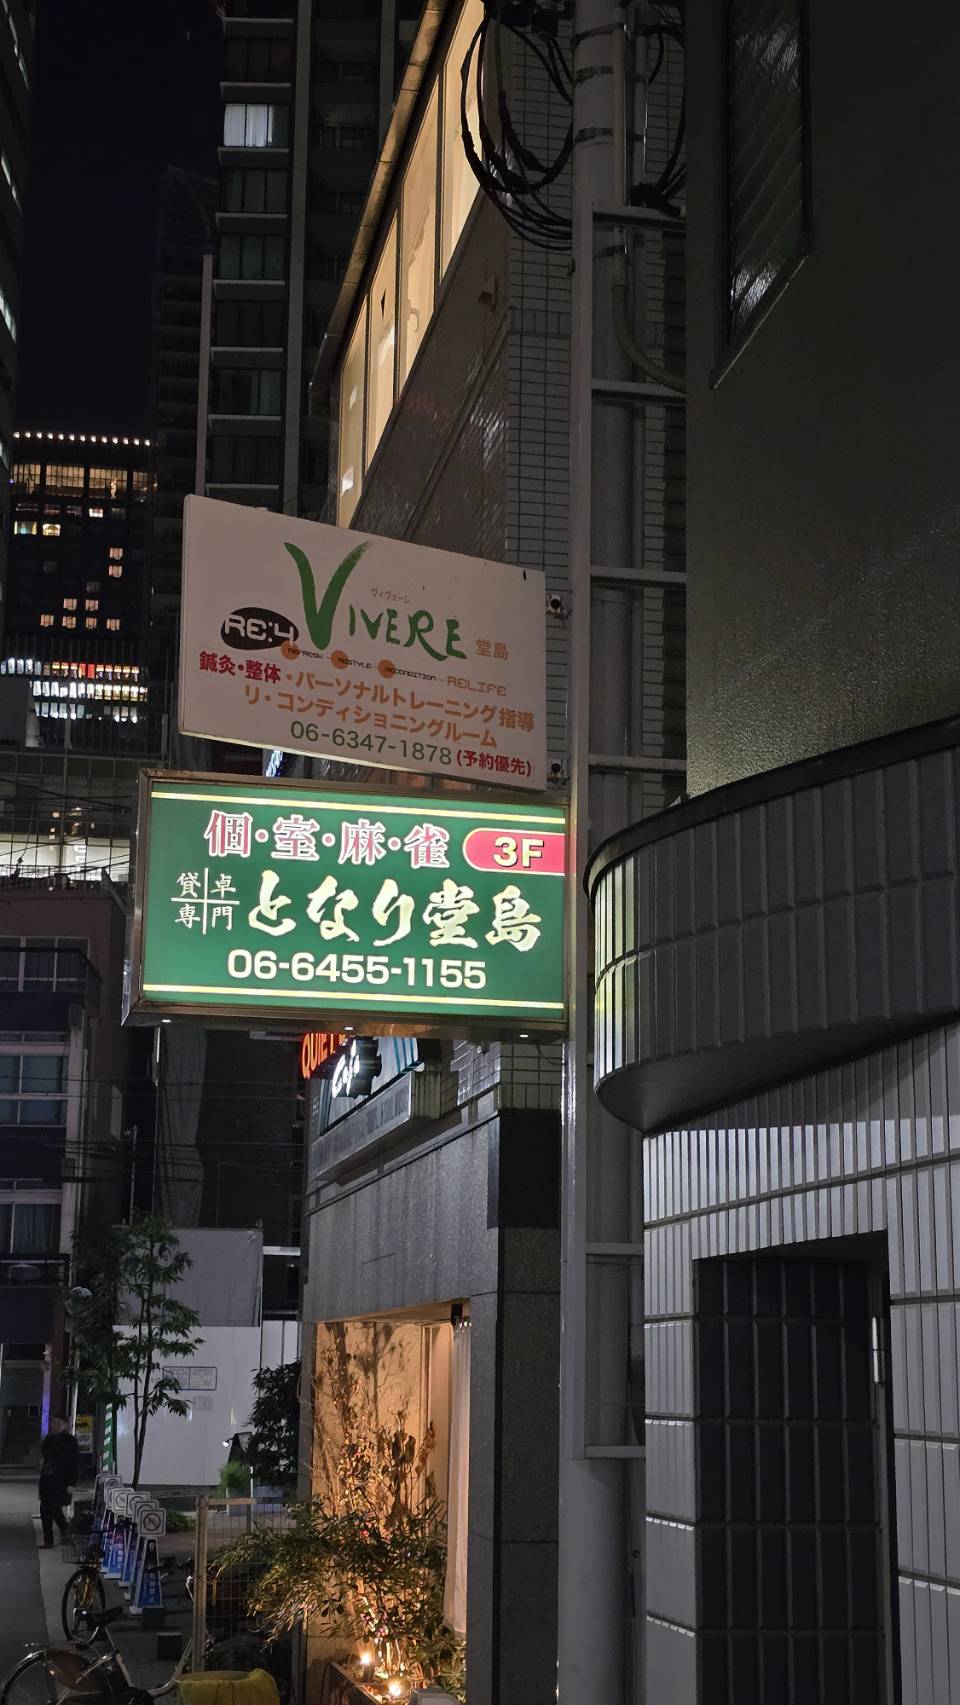 ヴィヴェーレ
VIVERE 堂島
RE:4
REFRESH - RESTYLE - RECONDITION - RELIFE
鍼灸・整体・パーソナルトレーニング指導
リ・コンディショニングルーム
06-6347-1878 (予約優先)
個・室・麻・雀 3F
貸卓専門 となり堂島
06-6455-1155